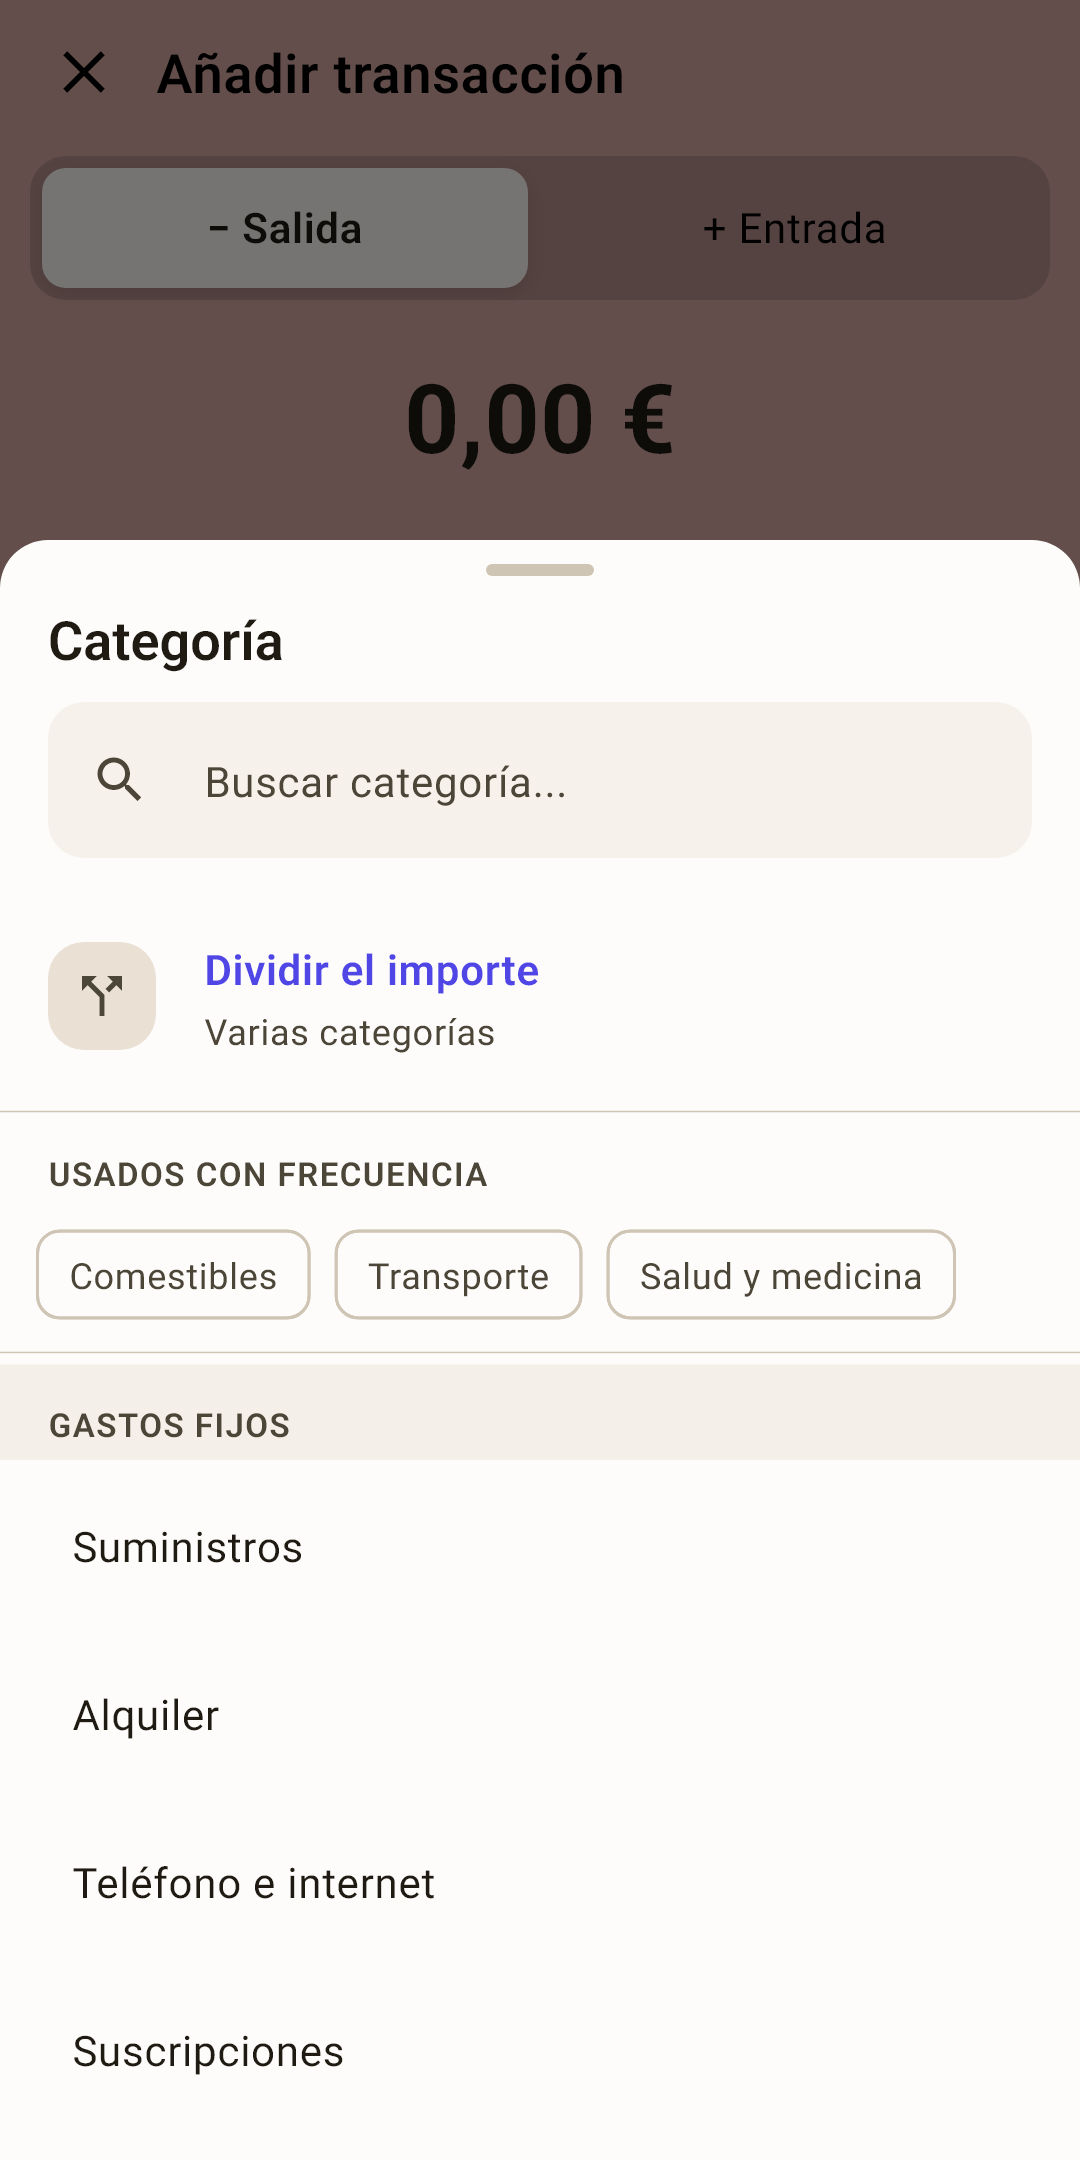 Añadir transacción
− Salida
+ Entrada
0,00 €
Categoría
Buscar categoría...
Dividir el importe
Varias categorías
USADOS CON FRECUENCIA
Comestibles
Transporte
Salud y medicina
GASTOS FIJOS
Suministros
Alquiler
Teléfono e internet
Suscripciones